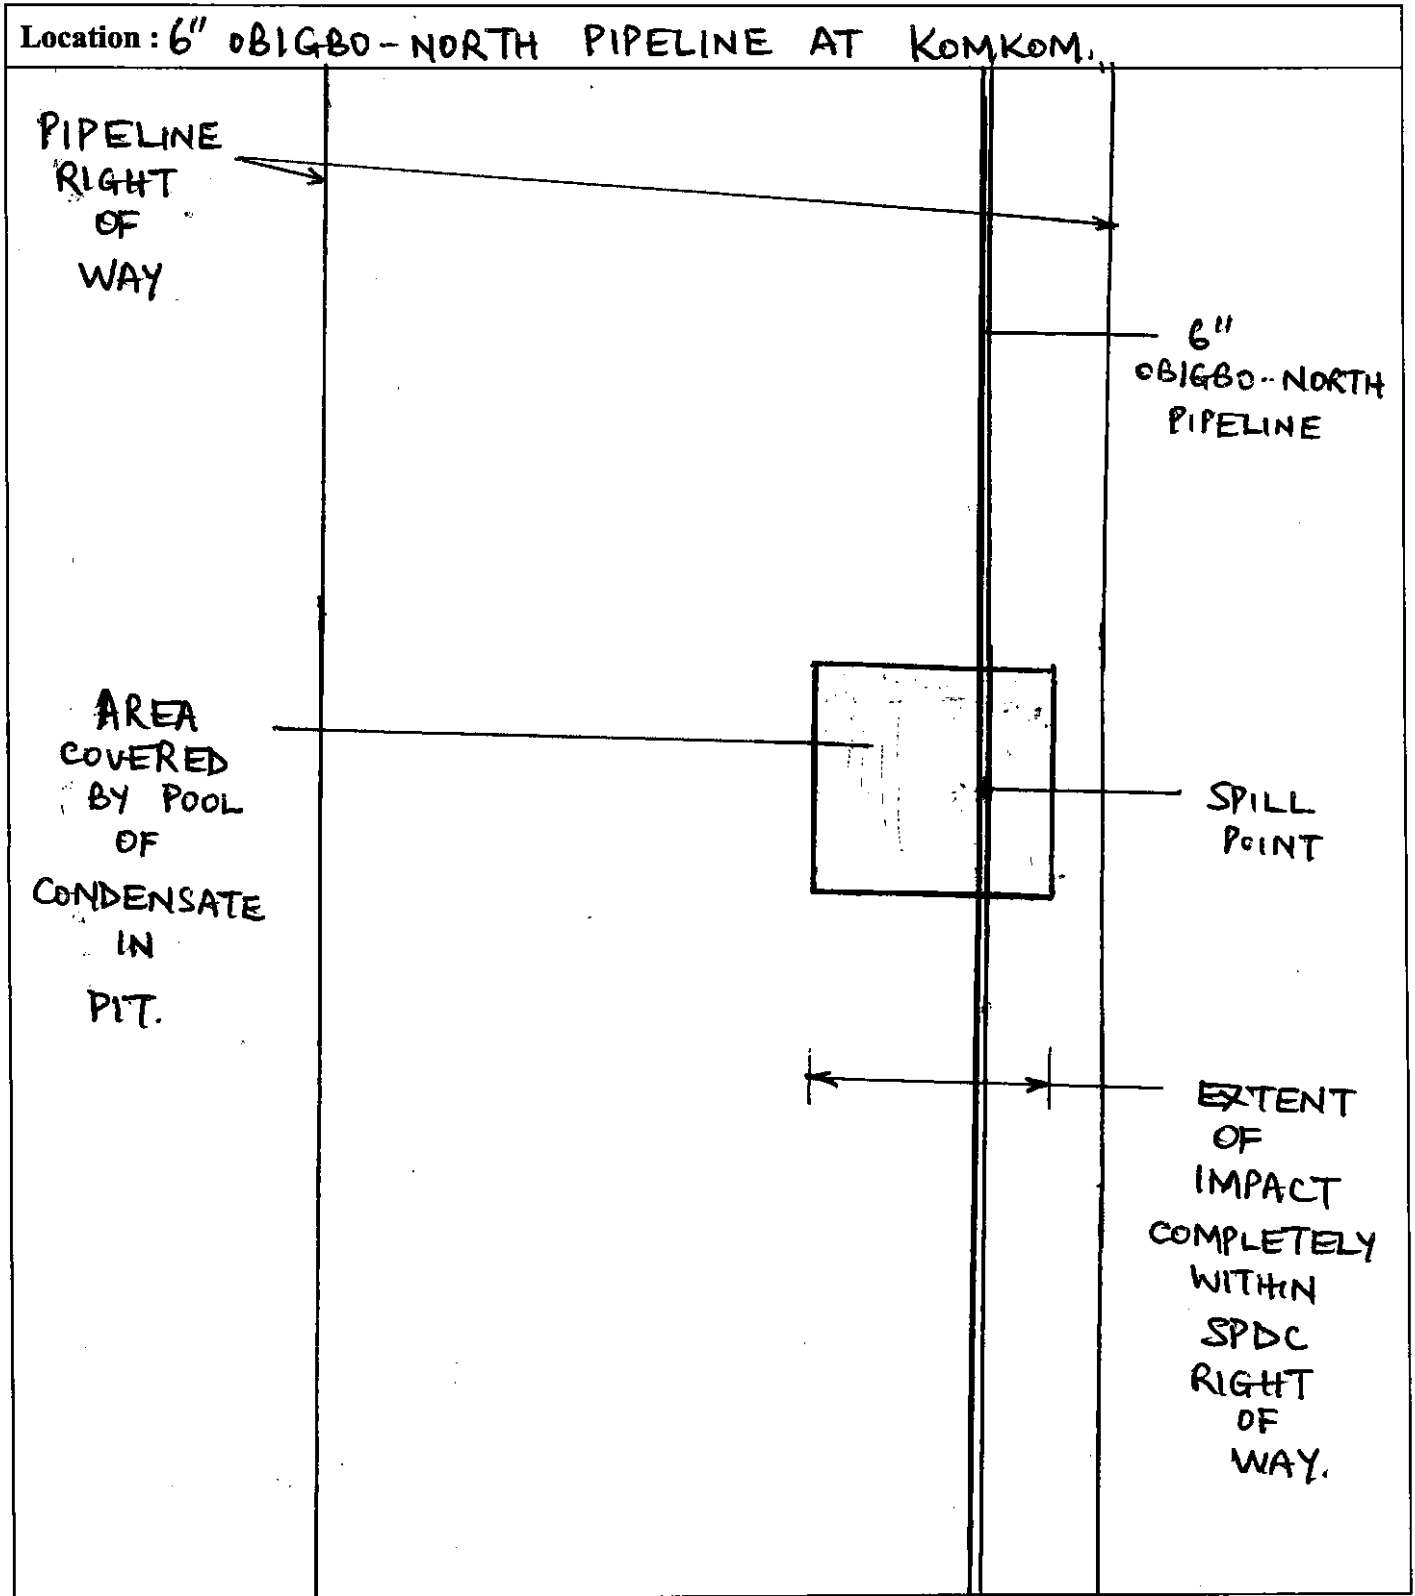 Location : 6" OBIGBO-NORTH PIPELINE AT KOMKOM.
PIPELINE
RIGHT
OF
WAY
6"
OBIGBO-NORTH
PIPELINE
AREA
COVERED
BY POOL
OF
CONDENSATE
IN
PIT.
SPILL
POINT
EXTENT
OF
IMPACT
COMPLETELY
WITHIN
SPDC
RIGHT
OF
WAY.